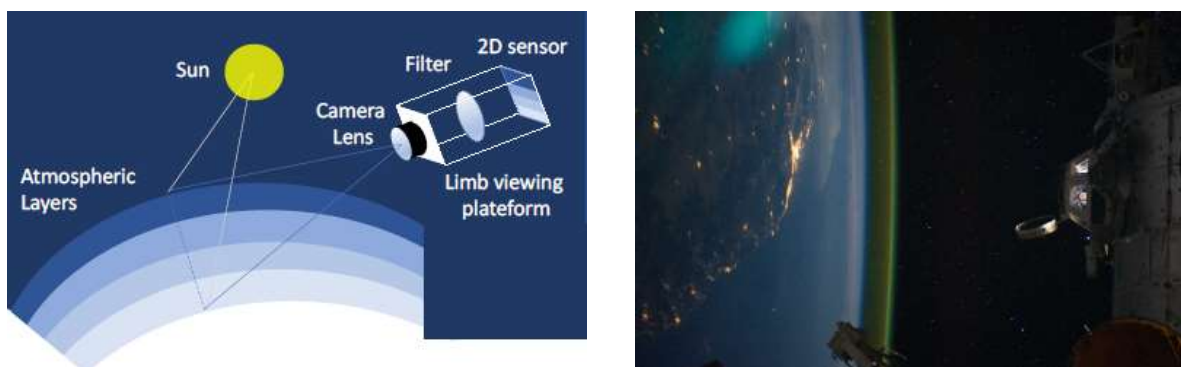 Sun
2D sensor
Filter
Camera
Lens
Atmospheric
Layers
Limb viewing
plateform